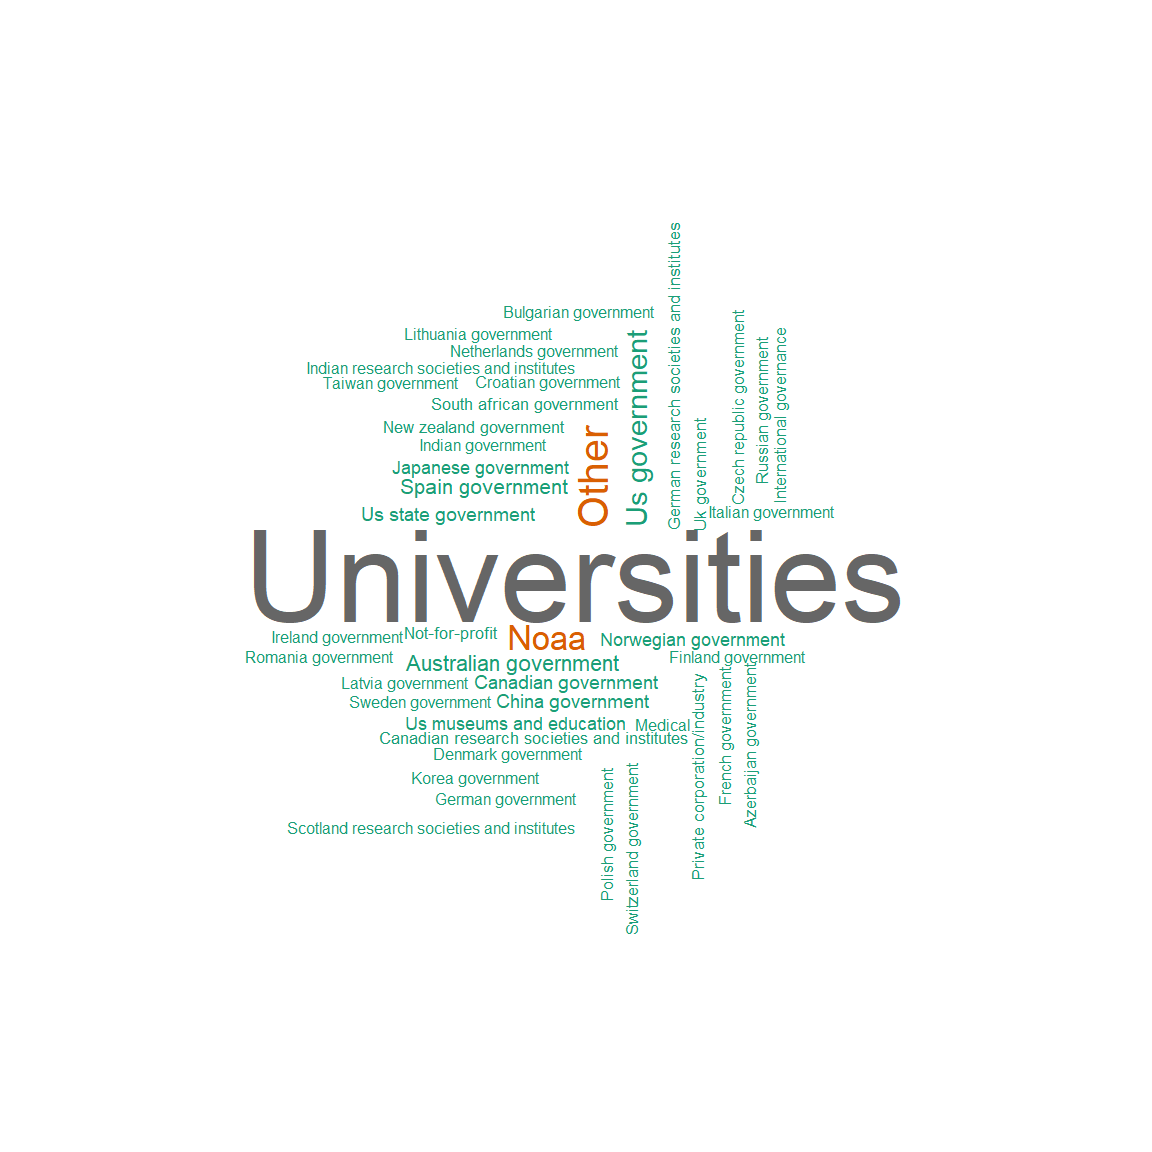 German research societies and institutes
Bulgarian government
Czech republic government
Lithuania government
International governance
Us government
Russian government
Netherlands government
Indian research societies and institutes
Taiwan government
Croatian government
South african government
Uk government
New zealand government
Other
Indian government
Japanese government
Spain government
Us state government
Italian government
Universities
Ireland government
Not-for-profit
Noaa
Norwegian government
Romania government
Australian government
Finland government
Latvia government
Canadian government
Sweden government
China government
Private corporation/industry
French government
Azerbaijan government
Us museums and education
Medical
Canadian research societies and institutes
Denmark government
Korea government
Polish government
Switzerland government
German government
Scotland research societies and institutes